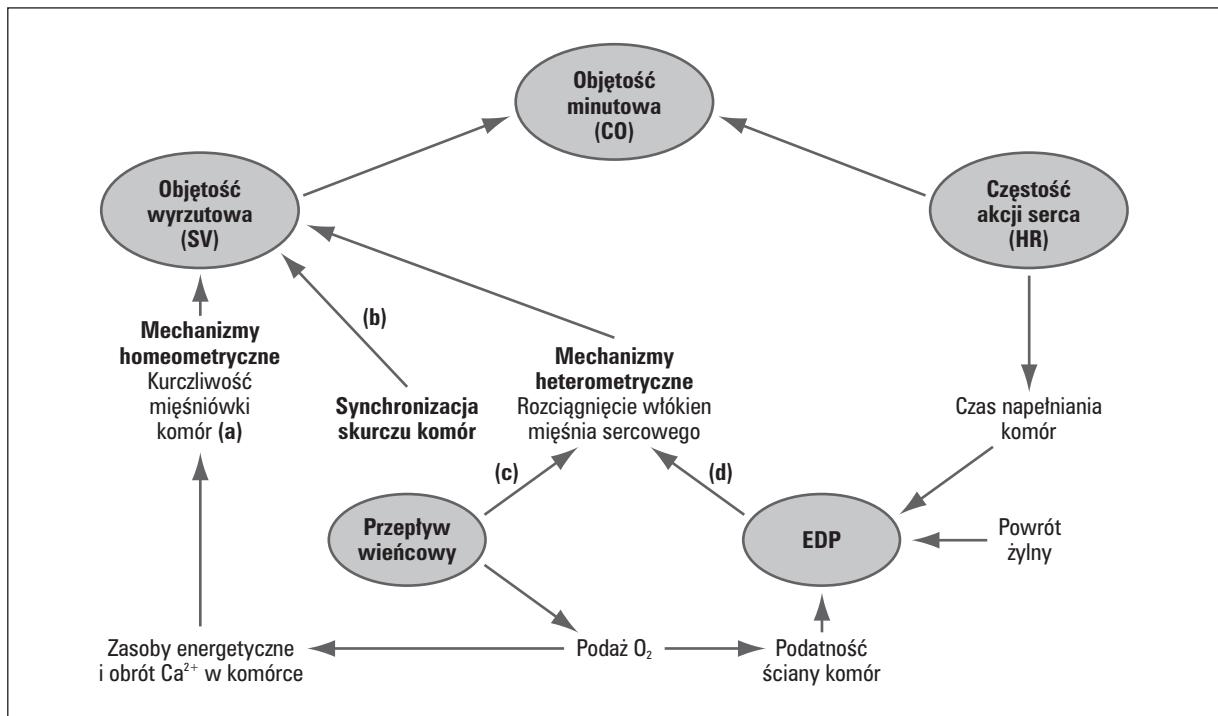 Objętość
minutowa
(CO)
Objętość
wyrzutowa
(SV)
Częstość
akcji serca
(HR)
(b)
Mechanizmy
homeometryczne
Kurczliwość
mięśniówki
komór (a)
Synchronizacja
skurczu komór
Mechanizmy
heterometryczne
Rozciągnięcie włókien
mięśnia sercowego
Czas napełniania
komór
(c)
(d)
Przepływ
wieńcowy
EDP
Powrót
żylny
Zasoby energetyczne
i obrót Ca²⁺ w komórce
Podaż O₂
Podatność
ściany komór